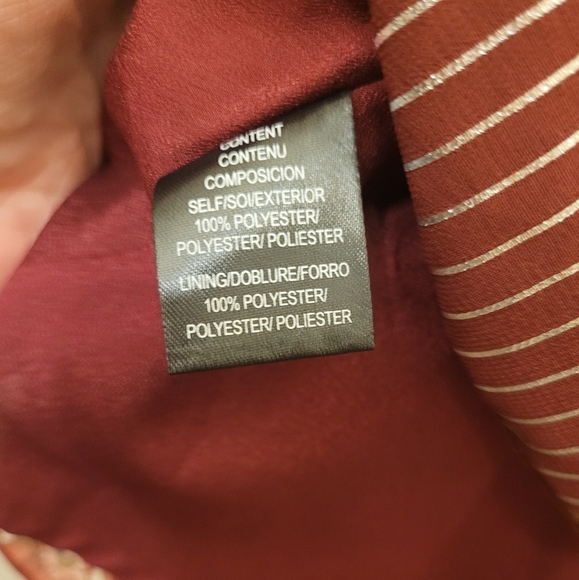 CONTENT
CONTENU
COMPOSICION
SELF/SOI/EXTERIOR
100% POLYESTER/
POLYESTER/ POLIESTER
LINING/DOBLURE/FORRO
100% POLYESTER/
POLYESTER/ POLIESTER